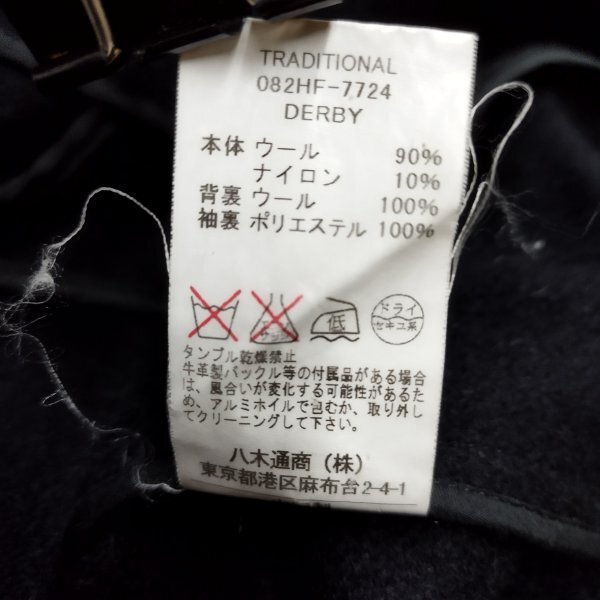 TRADITIONAL
082HF-7724
DERBY
本体 ウール 90%
ナイロン 10%
背裏 ウール 100%
袖裏 ポリエステル 100%
低
ドライ
セキユ系
タンブル乾燥禁止
牛革製バックル等の付属品がある場合
は、風合いが変化する可能性があるた
め、アルミホイルで包むか、取り外し
てクリーニングして下さい。
八木通商（株）
東京都港区麻布台2-4-1